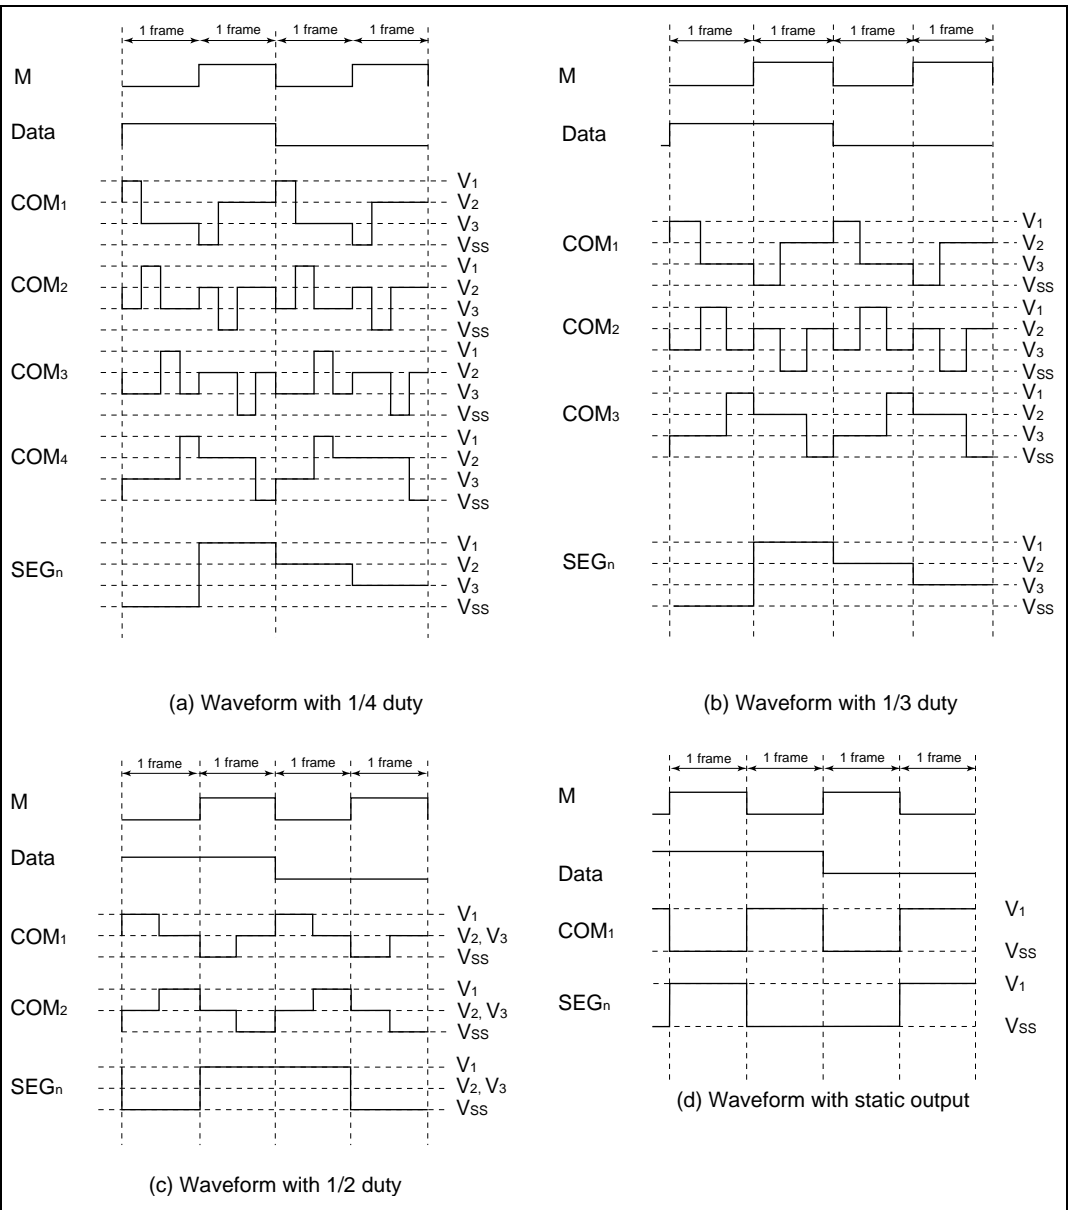 1 frame 1 frame 1 frame 1 frame
M
Data
COM1
V1
V2
V3
VSS
COM2
V1
V2
V3
VSS
COM3
V1
V2
V3
VSS
COM4
V1
V2
V3
VSS
SEGn
V1
V2
V3
VSS
(a) Waveform with 1/4 duty
1 frame 1 frame 1 frame 1 frame
M
Data
COM1
V1
V2
V3
VSS
COM2
V1
V2
V3
VSS
COM3
V1
V2
V3
VSS
SEGn
V1
V2
V3
VSS
(b) Waveform with 1/3 duty
1 frame 1 frame 1 frame 1 frame
M
Data
COM1
V1
V2, V3
VSS
COM2
V1
V2, V3
VSS
SEGn
V1
V2, V3
VSS
(c) Waveform with 1/2 duty
1 frame 1 frame 1 frame 1 frame
M
Data
COM1
V1
VSS
SEGn
V1
VSS
(d) Waveform with static output